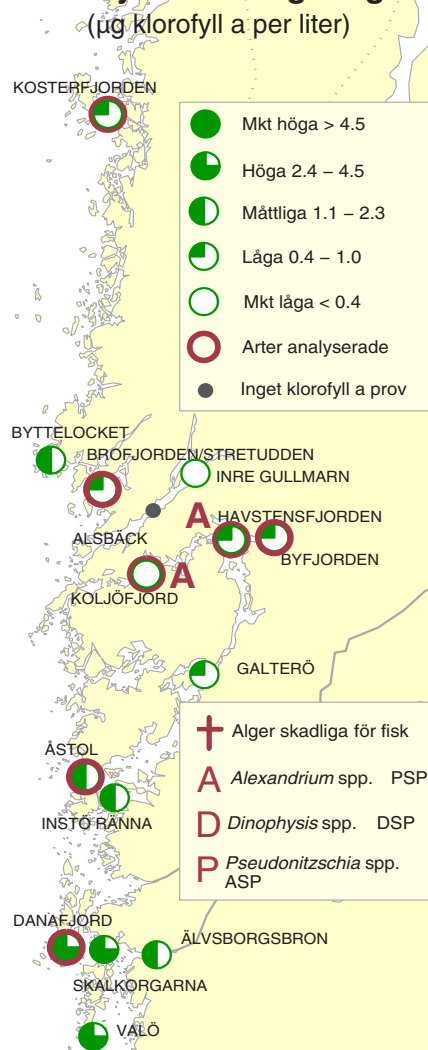 (µg klorofyll a per liter)
KOSTERFJORDEN
Mkt höga > 4.5
Höga 2.4 – 4.5
Måttliga 1.1 – 2.3
Låga 0.4 – 1.0
Mkt låga < 0.4
Arter analyserade
Inget klorofyll a prov
BYTTELOCKET
BROFJORDEN/STRETUDDEN
INRE GULLMARN
A HAVSTENSFJORDEN
ALSBÄCK
BYFJORDEN
A
KOLJÖFJORD
GALTERÖ
Alger skadliga för fisk
ÅSTOL
A Alexandrium spp. PSP
INSTÖ RÄNNA
D Dinophysis spp. DSP
P Pseudonitzschia spp.
ASP
DANAFJORD
ÄLVSBORGSBRON
SKALKORGARNA
VALÖ